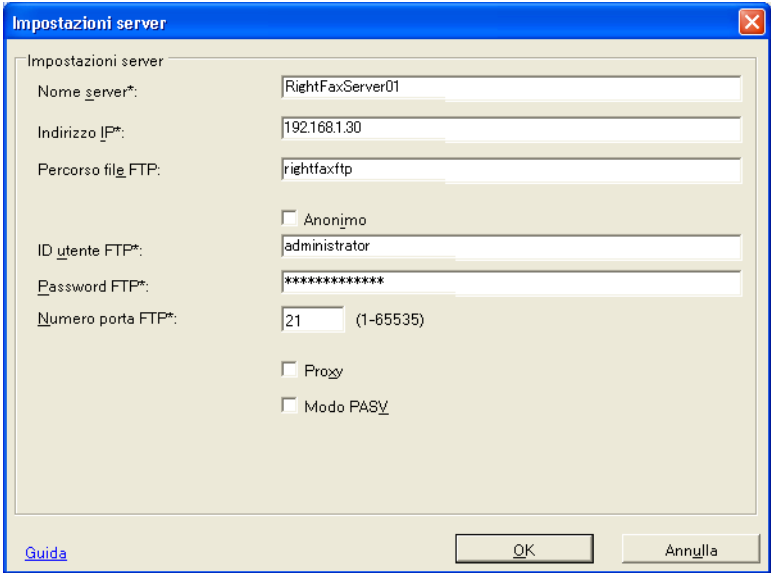 Impostazioni server
Impostazioni server
Nome server*: RightFaxServer01
Indirizzo IP*: 192.168.1.30
Percorso file FTP: rightfaxftp
Anonimo
ID utente FTP*: administrator
Password FTP*: *************
Numero porta FTP*: 21 (1-65535)
Proxy
Modo PASV
Guida OK Annulla